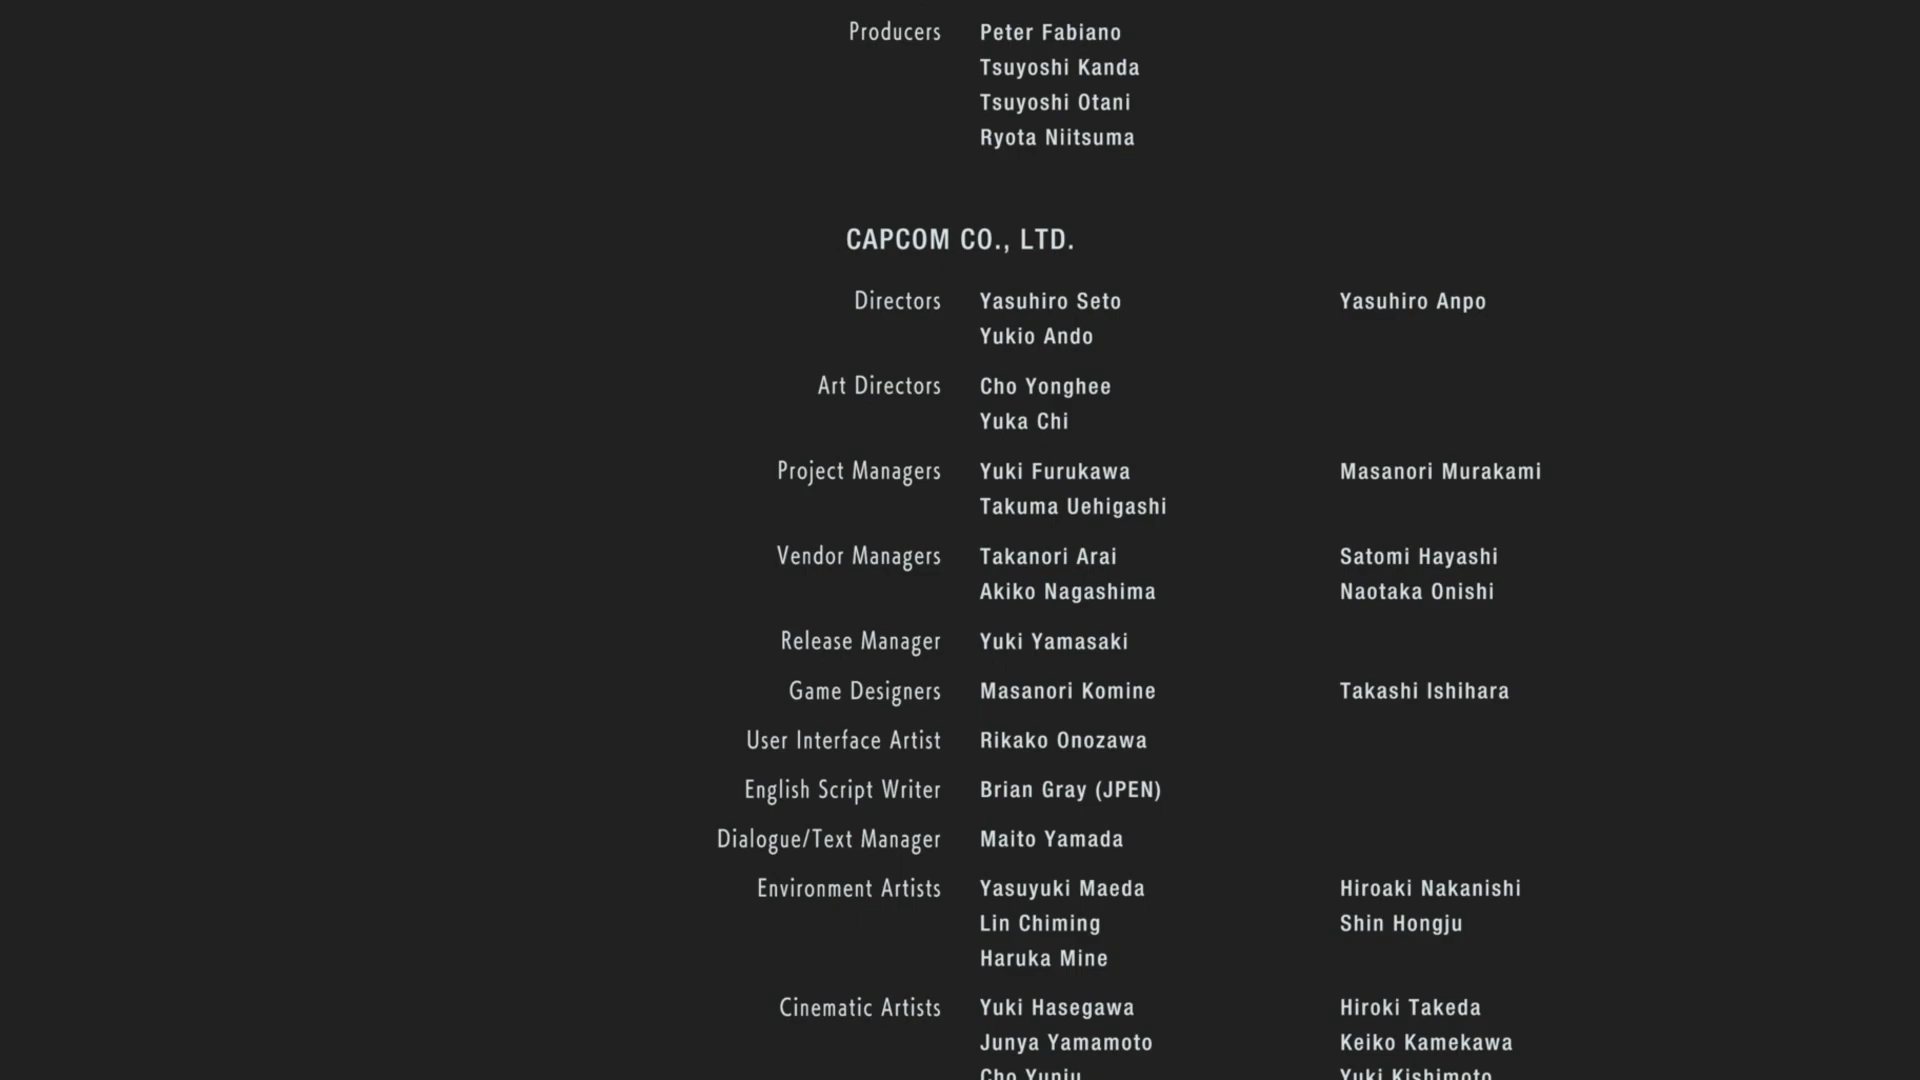 Producers Peter Fabiano
Tsuyoshi Kanda
Tsuyoshi Otani
Ryota Niitsuma
CAPCOM CO., LTD.
Directors Yasuhiro Seto Yasuhiro Anpo
Yukio Ando
Art Directors Cho Yonghee
Yuka Chi
Project Managers Yuki Furukawa Masanori Murakami
Takuma Uehigashi
Vendor Managers Takanori Arai Satomi Hayashi
Akiko Nagashima Naotaka Onishi
Release Manager Yuki Yamasaki
Game Designers Masanori Komine Takashi Ishihara
User Interface Artist Rikako Onozawa
English Script Writer Brian Gray (JPEN)
Dialogue/Text Manager Maito Yamada
Environment Artists Yasuyuki Maeda Hiroaki Nakanishi
Lin Chiming Shin Hongju
Haruka Mine
Cinematic Artists Yuki Hasegawa Hiroki Takeda
Junya Yamamoto Keiko Kamekawa
Cho Yunju Yuki Kishimoto